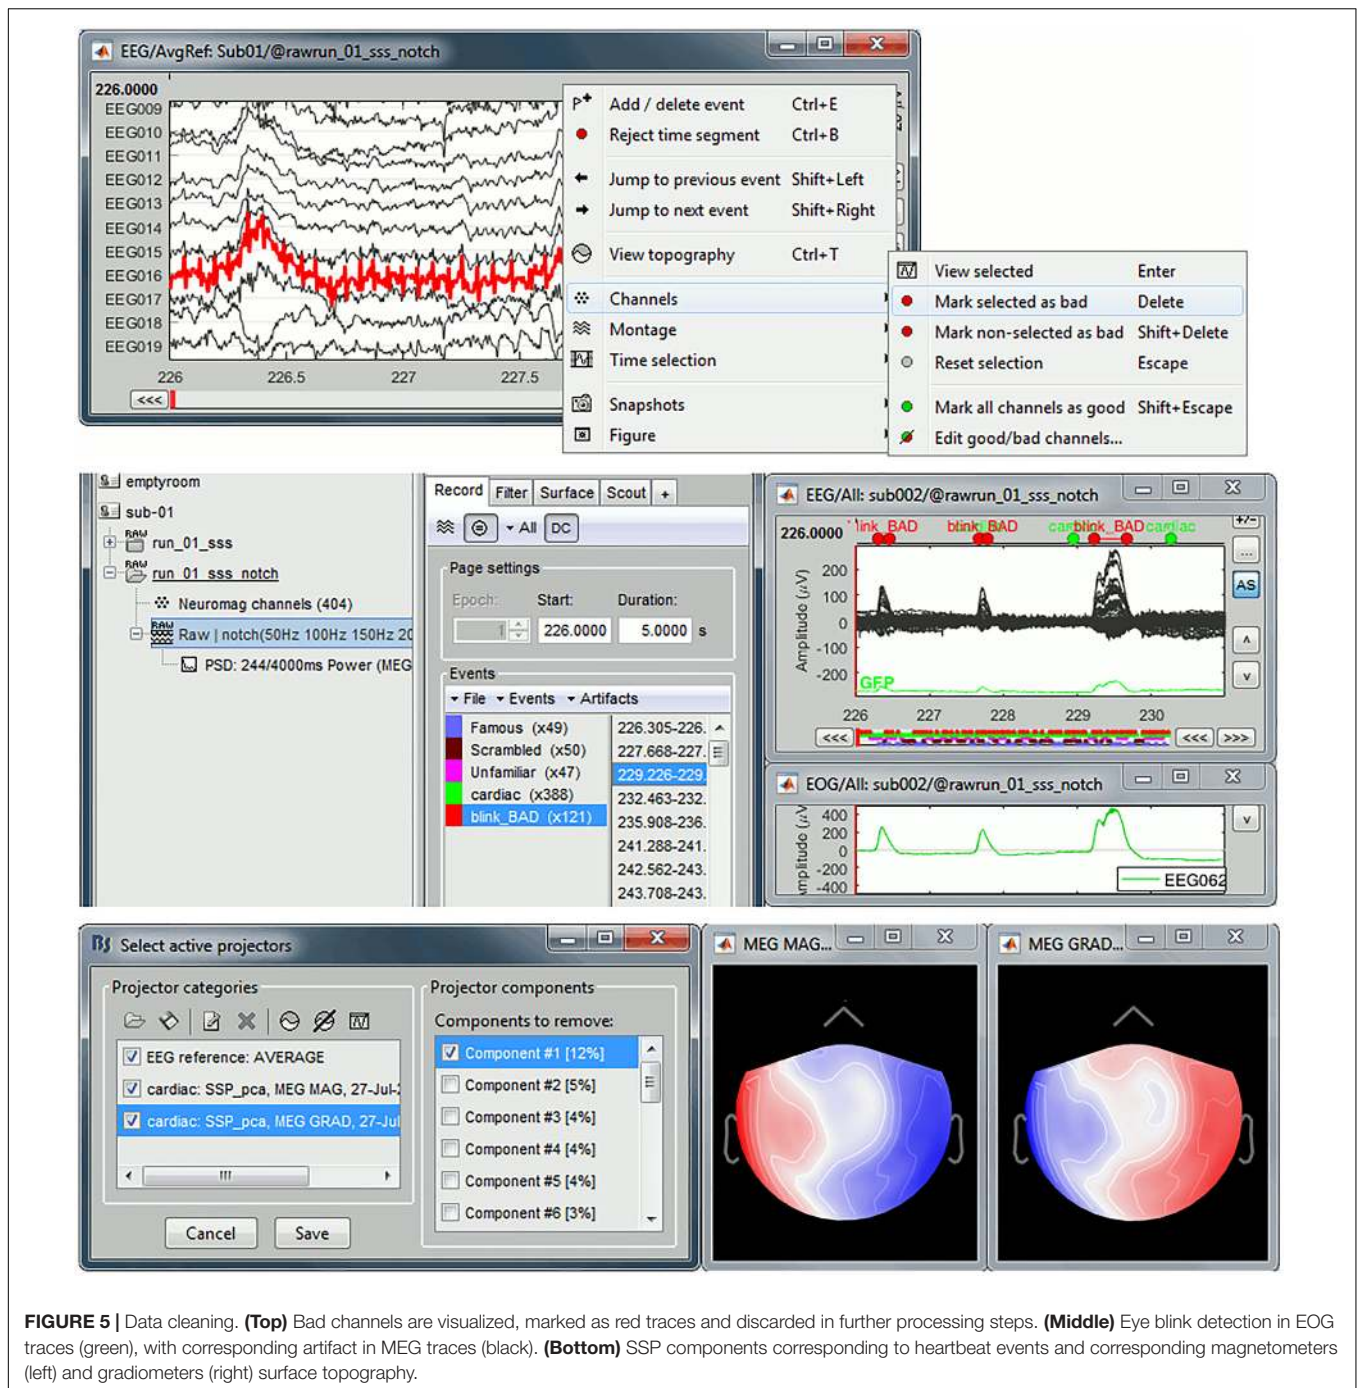 EEG/AvgRef: Sub01/@rawrun_01_sss_notch
226.0000
EEG009
EEG010
EEG011
EEG012
EEG013
EEG014
EEG015
EEG016
EEG017
EEG018
EEG019
226 226.5 227 227.5
<<<
Add / delete event Ctrl+E
Reject time segment Ctrl+B
Jump to previous event Shift+Left
Jump to next event Shift+Right
View topography Ctrl+T
Channels
Montage
Time selection
Snapshots
Figure
View selected Enter
Mark selected as bad Delete
Mark non-selected as bad Shift+Delete
Reset selection Escape
Mark all channels as good Shift+Escape
Edit good/bad channels...
emptyroom
sub-01
RAW
run_01_sss
RAW
run_01_sss_notch
Neuromag channels (404)
RAW
Raw | notch(50Hz 100Hz 150Hz 20
PSD: 244/4000ms Power (MEG
Record Filter Surface Scout +
All DC
Page settings
Epoch: Start: Duration:
1 226.0000 5.0000 s
Events
File Events Artifacts
Famous (x49)
Scrambled (x50)
Unfamiliar (x47)
cardiac (x388)
blink_BAD (x121)
226.305-226.
227.668-227.
229.226-229.
232.463-232.
235.908-236.
241.288-241.
242.562-243.
243.708-243.
EEG/All: sub002/@rawrun_01_sss_notch
226.0000
blink_BAD blink_BAD blink_BAD cardiac
+/-
...
AS
Amplitude (µV)
200
100
0
-100
-200
GFP
226 227 228 229 230
<<< <<< >>>
EOG/All: sub002/@rawrun_01_sss_notch
400
200
0
-200
-400
EEG062
Select active projectors
Projector categories
EEG reference: AVERAGE
cardiac: SSP_pca, MEG MAG, 27-Jul-2
cardiac: SSP_pca, MEG GRAD, 27-Jul
Cancel Save
Projector components
Components to remove:
Component #1 [12%]
Component #2 [5%]
Component #3 [4%]
Component #4 [4%]
Component #5 [4%]
Component #6 [3%]
MEG MAG...
MEG GRAD...
FIGURE 5 | Data cleaning. (Top) Bad channels are visualized, marked as red traces and discarded in further processing steps. (Middle) Eye blink detection in EOG
traces (green), with corresponding artifact in MEG traces (black). (Bottom) SSP components corresponding to heartbeat events and corresponding magnetometers
(left) and gradiometers (right) surface topography.